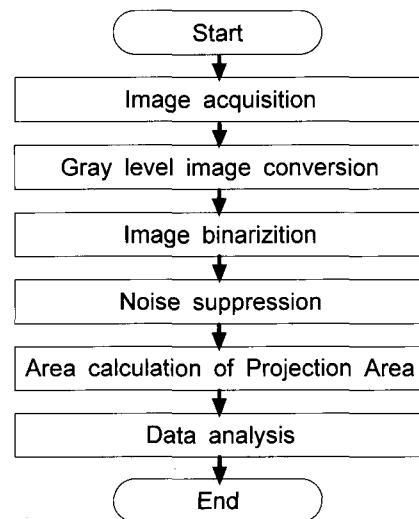 Start
Image acquisition
Gray level image conversion
Image binarizition
Noise suppression
Area calculation of Projection Area
Data analysis
End